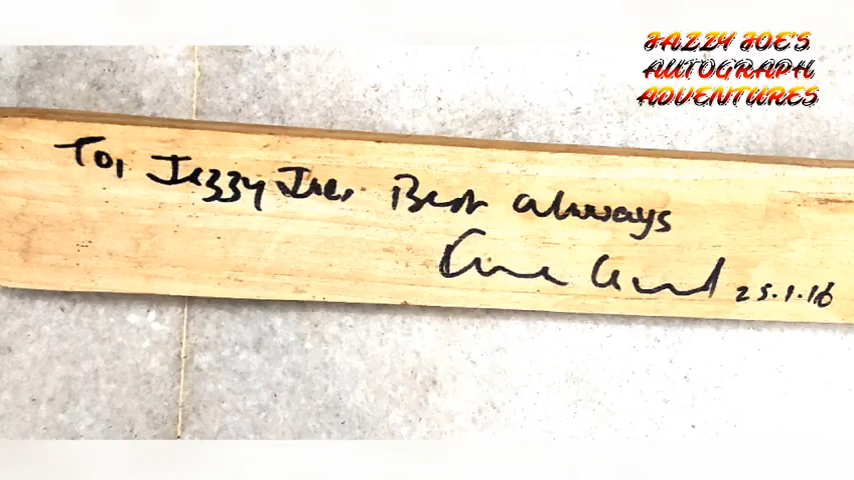 JAZZY JOE'S
AUTOGRAPH
ADVENTURES
To, Jazzy Joe, Best always
25.1.16